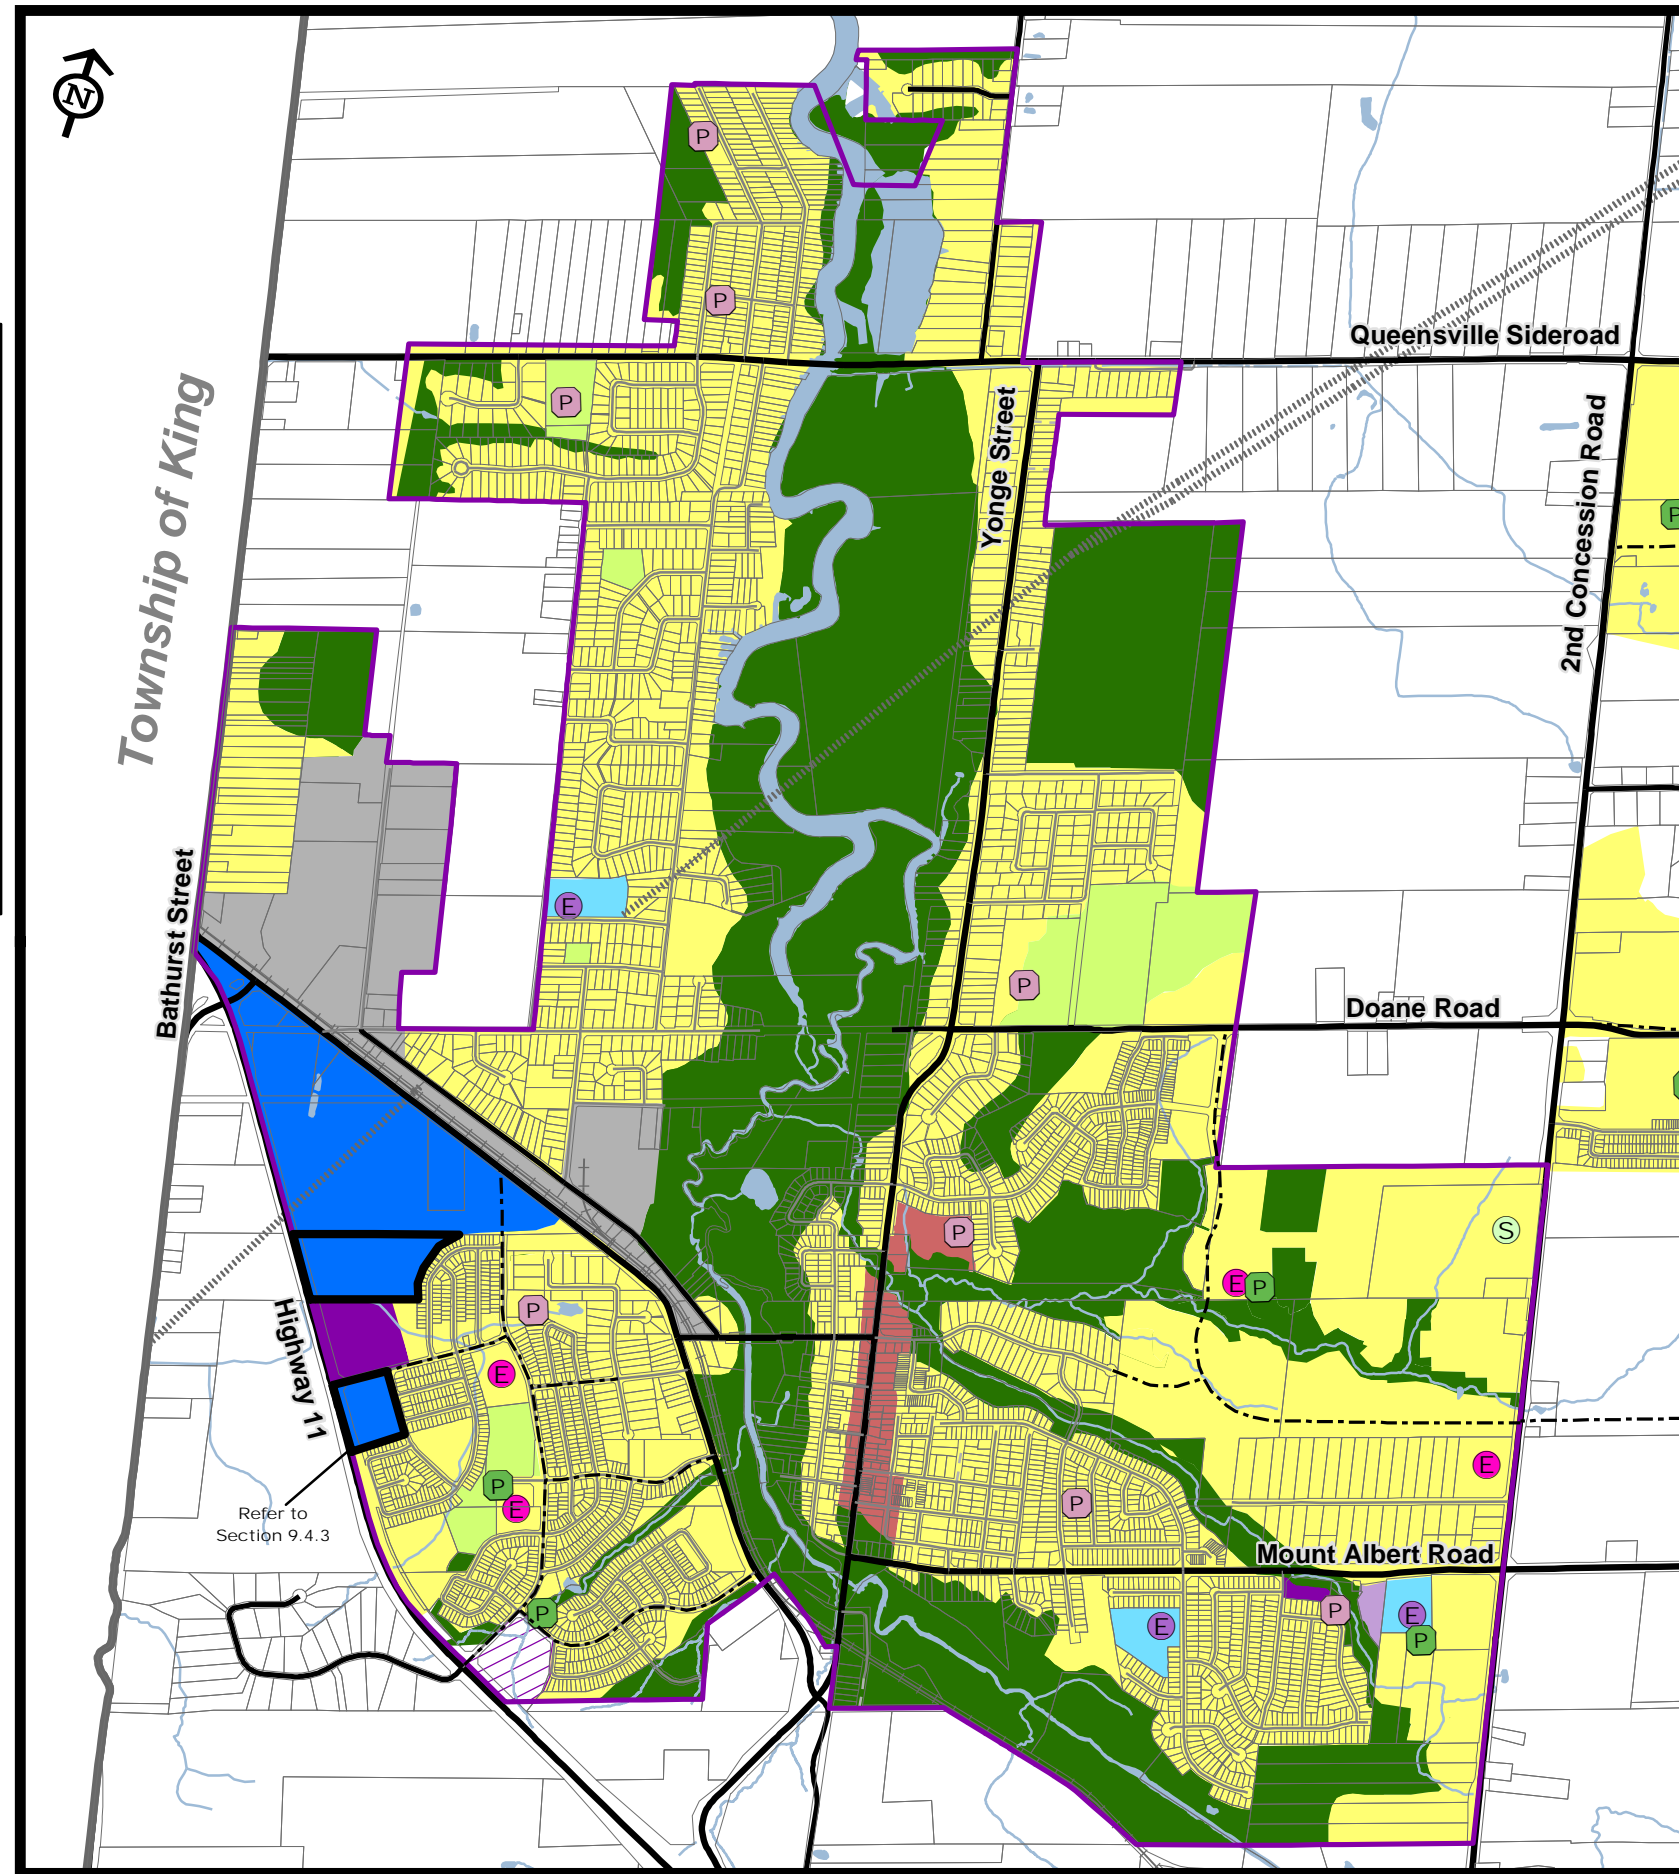 N
P
P
Queensville Sideroad
P
Yonge Street
2nd Concession Road
P
Township of King
E
Bathurst Street
P
Doane Road
P
S
E
P
P
Highway 11
E
E
P
P
E
Refer to
Section 9.4.3
Mount Albert Road
P
P
E
E
P